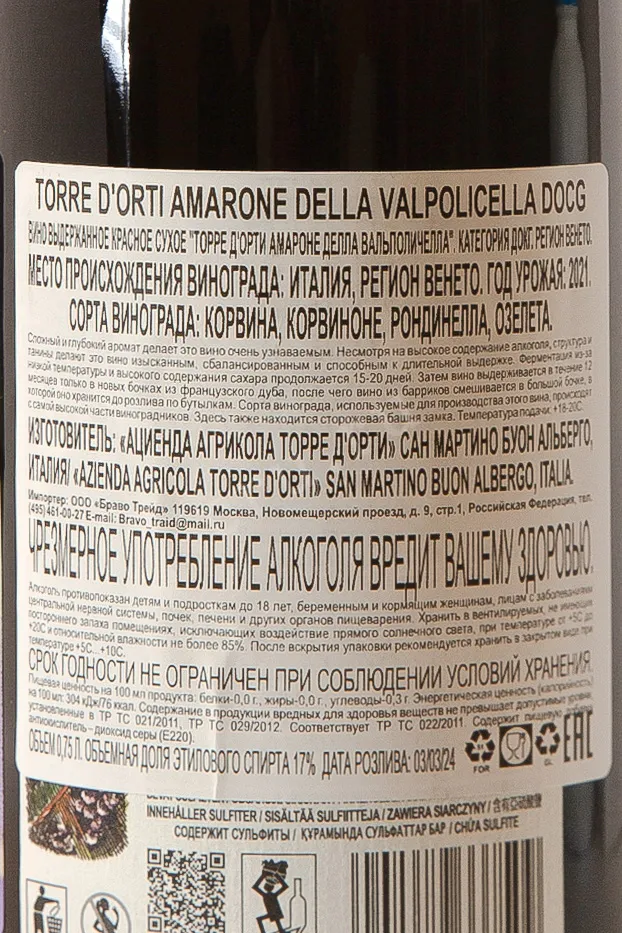 TORRE D'ORTI AMARONE DELLA VALPOLICELLA DOCG
ВИНО ВЫДЕРЖАННОЕ КРАСНОЕ СУХОЕ "ТОРРЕ Д'ОРТИ АМАРОНЕ ДЕЛЛА ВАЛЬПОЛИЧЕЛЛА". КАТЕГОРИЯ ДОКГ. РЕГИОН ВЕНЕТО.
МЕСТО ПРОИСХОЖДЕНИЯ ВИНОГРАДА: ИТАЛИЯ, РЕГИОН ВЕНЕТО. ГОД УРОЖАЯ: 2021.
СОРТА ВИНОГРАДА: КОРВИНА, КОРВИНОНЕ, РОНДИНЕЛЛА, ОЗЕЛЕТА.
Сложный и глубокий аромат делает это вино очень узнаваемым. Несмотря на высокое содержание алкоголя, структура и
танины делают это вино изысканным, сбалансированным и способным к длительной выдержке. Ферментация из-за
низкой температуры и высокого содержания сахара продолжается 15-20 дней. Затем вино выдерживается в течение 12
месяцев только в новых бочках из французского дуба, после чего вино из барриков смешивается в большой бочке, в
которой оно хранится до розлива по бутылкам. Сорта винограда, используемые для производства этого вина, происходят
с самой высокой части виноградников. Здесь также находится сторожевая башня замка. Температура подачи: +18-20С.
ИЗГОТОВИТЕЛЬ: «АЦИЕНДА АГРИКОЛА ТОРРЕ Д'ОРТИ» САН МАРТИНО БУОН АЛЬБЕРГО,
ИТАЛИЯ/ «AZIENDA AGRICOLA TORRE D'ORTI» SAN MARTINO BUON ALBERGO, ITALIA.
Импортер: ООО «Браво Трейд» 119619 Москва, Новомещерский проезд, д. 9, стр.1, Российская Федерация, тел.
(495) 461-00-27 E-mail: Bravo_traid@mail.ru
ЧРЕЗМЕРНОЕ УПОТРЕБЛЕНИЕ АЛКОГОЛЯ ВРЕДИТ ВАШЕМУ ЗДОРОВЬЮ.
Алкоголь противопоказан детям и подросткам до 18 лет, беременным и кормящим женщинам, лицам с заболеваниями
центральной нервной системы, почек, печени и других органов пищеварения. Хранить в вентилируемых, не имеющих
постороннего запаха помещениях, исключающих воздействие прямого солнечного света, при температуре от +5С до
+20С и относительной влажности не более 85%. После вскрытия упаковки рекомендуется хранить в закрытом виде при
температуре +5С...+10С.
СРОК ГОДНОСТИ НЕ ОГРАНИЧЕН ПРИ СОБЛЮДЕНИИ УСЛОВИЙ ХРАНЕНИЯ.
Пищевая ценность на 100 мл продукта: белки-0,0 г., жиры-0,0 г., углеводы-0,3 г. Энергетическая ценность (калорийность)
на 100 мл: 304 кДж/76 ккал. Содержание в продукции вредных для здоровья веществ не превышает допустимые уровни,
установленные в ТР ТС 021/2011, ТР ТС 029/2012. Соответствует ТР ТС 022/2011. Содержит пищевую добавку
антиокислитель – диоксид серы (E220).
ОБЪЕМ 0,75 Л. ОБЪЕМНАЯ ДОЛЯ ЭТИЛОВОГО СПИРТА 17% ДАТА РОЗЛИВА: 03/03/24
FOR
GL
EAC
INNEHÅLLER SULFITER / SISÄLTÄÄ SULFIITTEJA / ZAWIERA SIARCZYNY / 含有亞硫酸鹽
СОДЕРЖИТ СУЛЬФИТЫ / ҚҰРАМЫНДА СУЛЬФАТТАР БАР / CHỨA SULFITE